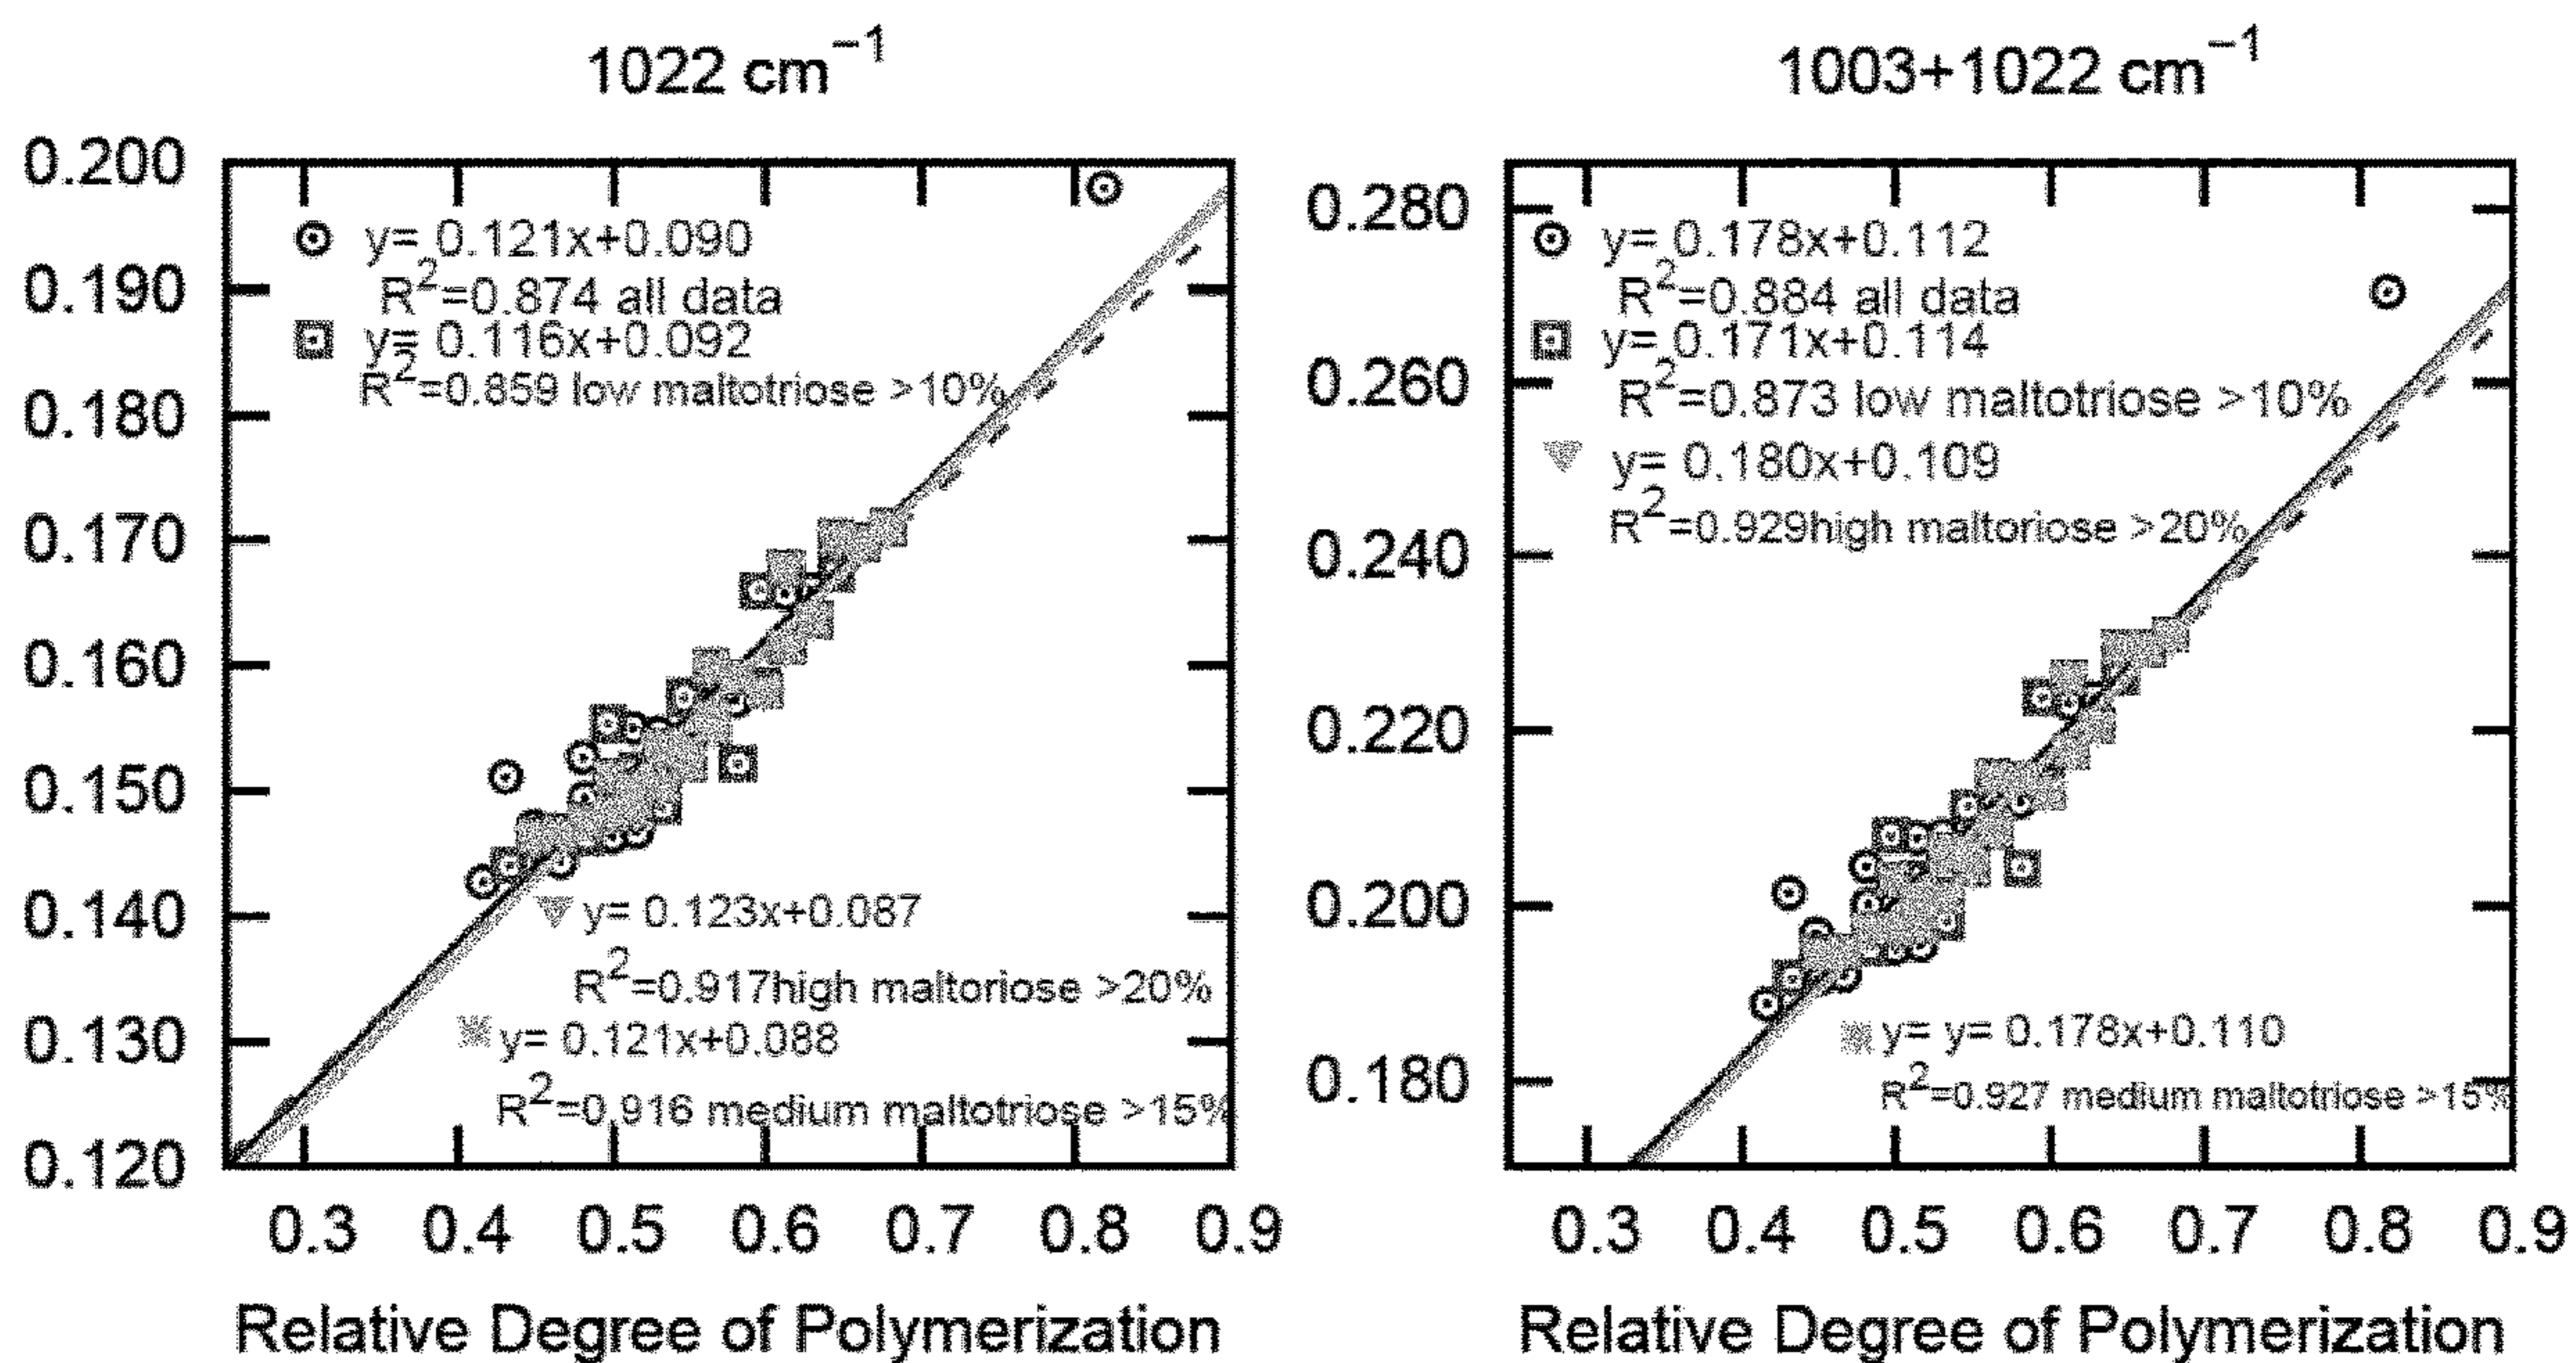 1022 cm⁻¹
0.200
0.190
0.180
0.170
0.160
0.150
0.140
0.130
0.120
y= 0.121x+0.090
R²=0.874 all data
y= 0.116x+0.092
R²=0.859 low maltotriose >10%
y= 0.123x+0.087
R²=0.917high maltoriose >20%
y= 0.121x+0.088
R²=0.916 medium maltotriose >15%
0.3 0.4 0.5 0.6 0.7 0.8 0.9
Relative Degree of Polymerization
1003+1022 cm⁻¹
0.280
0.260
0.240
0.220
0.200
0.180
y= 0.178x+0.112
R²=0.884 all data
y= 0.171x+0.114
R²=0.873 low maltotriose >10%
y= 0.180x+0.109
R²=0.929high maltoriose >20%
y= y= 0.178x+0.110
R²=0.927 medium maltotriose >15%
0.3 0.4 0.5 0.6 0.7 0.8 0.9
Relative Degree of Polymerization